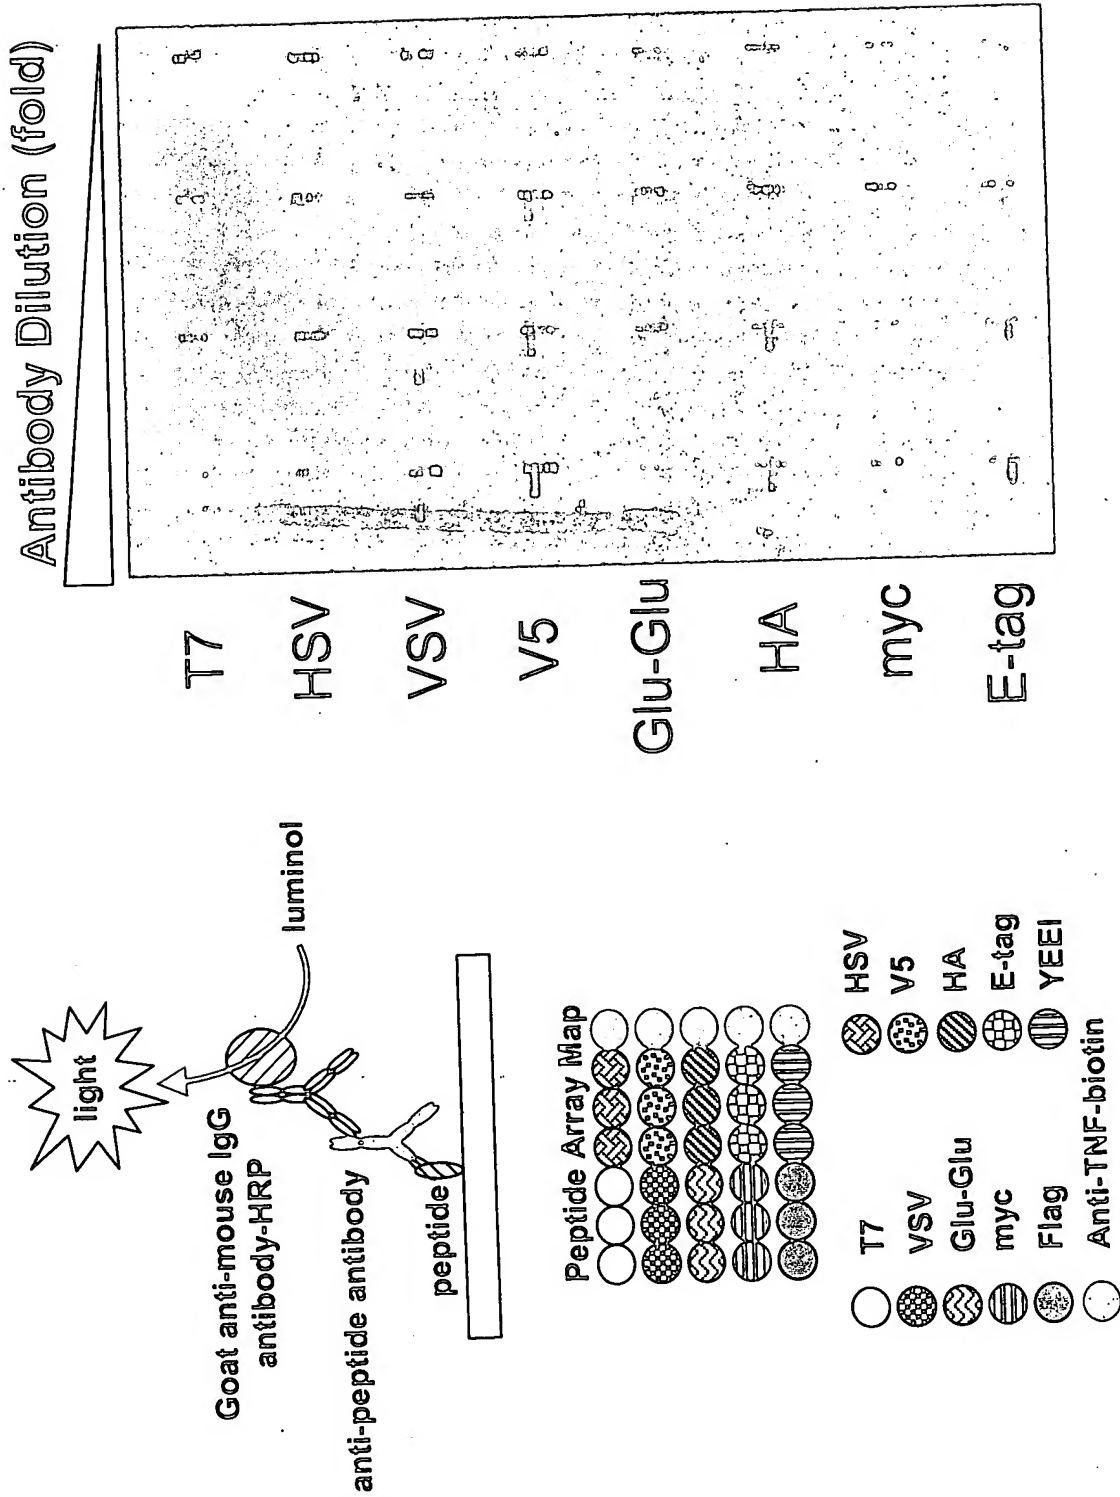 light
luminol
Goat anti-mouse IgG
antibody-HRP
anti-peptide antibody
peptide
Peptide Array Map
T7
HSV
VSV
V5
Glu-Glu
HA
myc
E-tag
Flag
YEEI
Anti-TNF-biotin
Antibody Dilution (fold)
T7
HSV
VSV
V5
Glu-Glu
HA
myc
E-tag